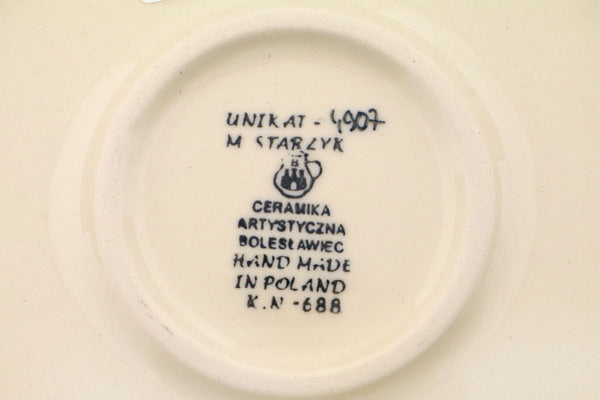 UNIKAT - 4907
M STARZYK
B
CERAMIKA
ARTYSTYCZNA
BOLESŁAWIEC
HAND MADE
IN POLAND
K.N -688